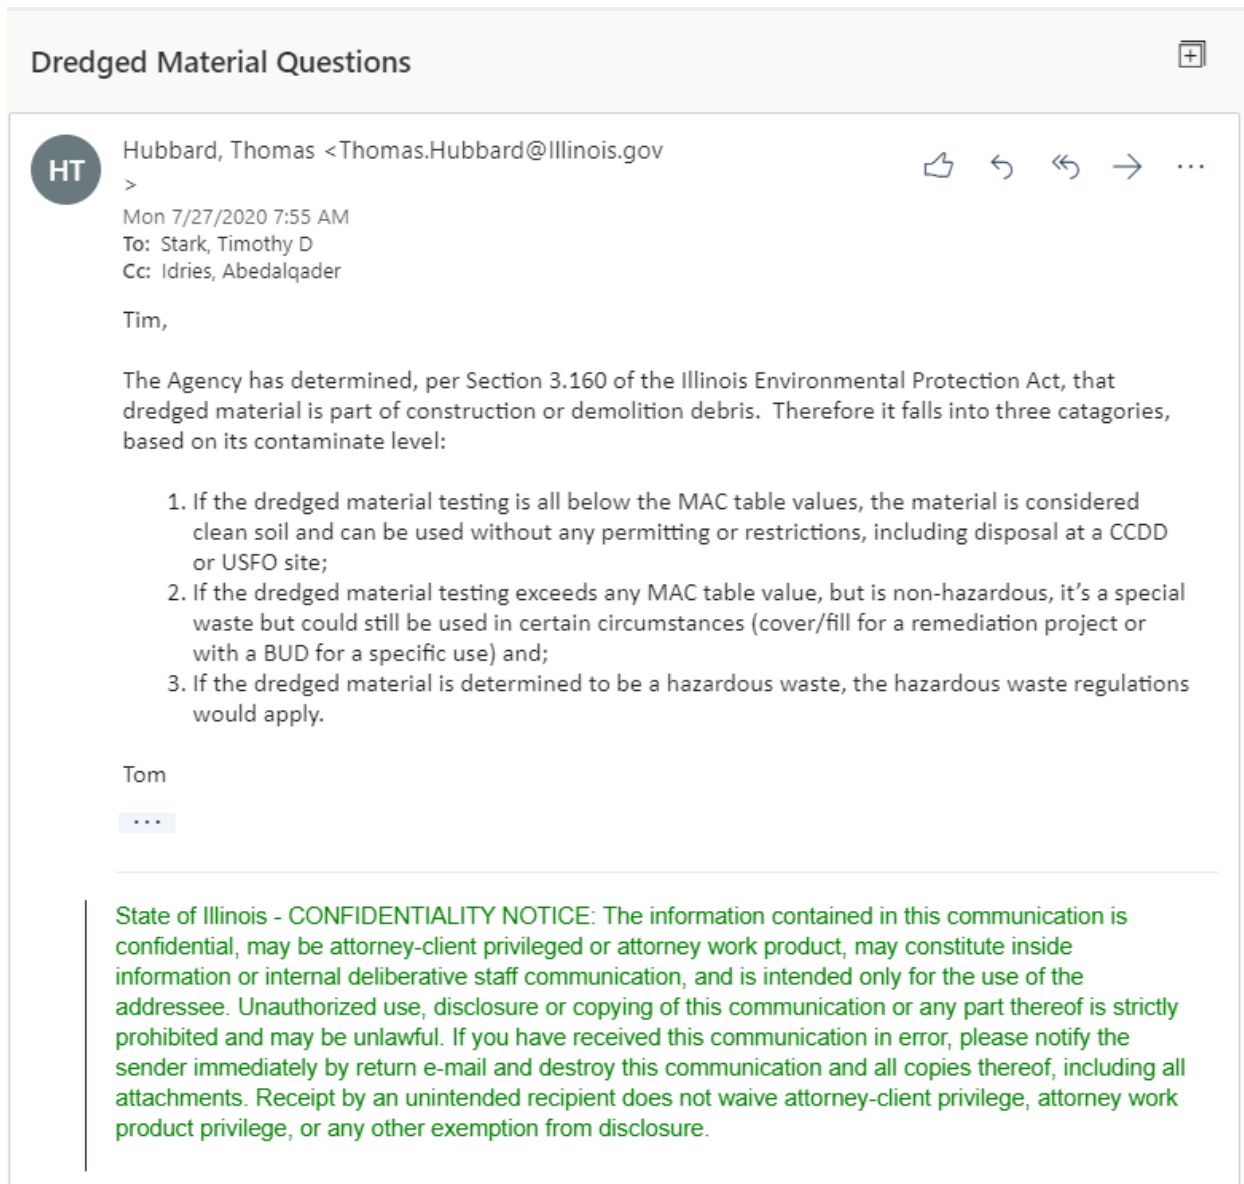 Dredged Material Questions
HT
Hubbard, Thomas <Thomas.Hubbard@Illinois.gov
>
Mon 7/27/2020 7:55 AM
To: Stark, Timothy D
Cc: Idries, Abedalqader
Tim,
The Agency has determined, per Section 3.160 of the Illinois Environmental Protection Act, that
dredged material is part of construction or demolition debris.  Therefore it falls into three catagories,
based on its contaminate level:
1. If the dredged material testing is all below the MAC table values, the material is considered
clean soil and can be used without any permitting or restrictions, including disposal at a CCDD
or USFO site;
2. If the dredged material testing exceeds any MAC table value, but is non-hazardous, it's a special
waste but could still be used in certain circumstances (cover/fill for a remediation project or
with a BUD for a specific use) and;
3. If the dredged material is determined to be a hazardous waste, the hazardous waste regulations
would apply.
Tom
...
State of Illinois - CONFIDENTIALITY NOTICE: The information contained in this communication is
confidential, may be attorney-client privileged or attorney work product, may constitute inside
information or internal deliberative staff communication, and is intended only for the use of the
addressee. Unauthorized use, disclosure or copying of this communication or any part thereof is strictly
prohibited and may be unlawful. If you have received this communication in error, please notify the
sender immediately by return e-mail and destroy this communication and all copies thereof, including all
attachments. Receipt by an unintended recipient does not waive attorney-client privilege, attorney work
product privilege, or any other exemption from disclosure.